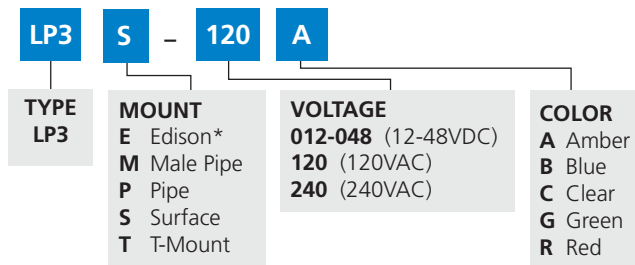 LP3 S – 120 A
TYPE
LP3
MOUNT
E Edison*
M Male Pipe
P Pipe
S Surface
T T-Mount
VOLTAGE
012-048 (12-48VDC)
120 (120VAC)
240 (240VAC)
COLOR
A Amber
B Blue
C Clear
G Green
R Red